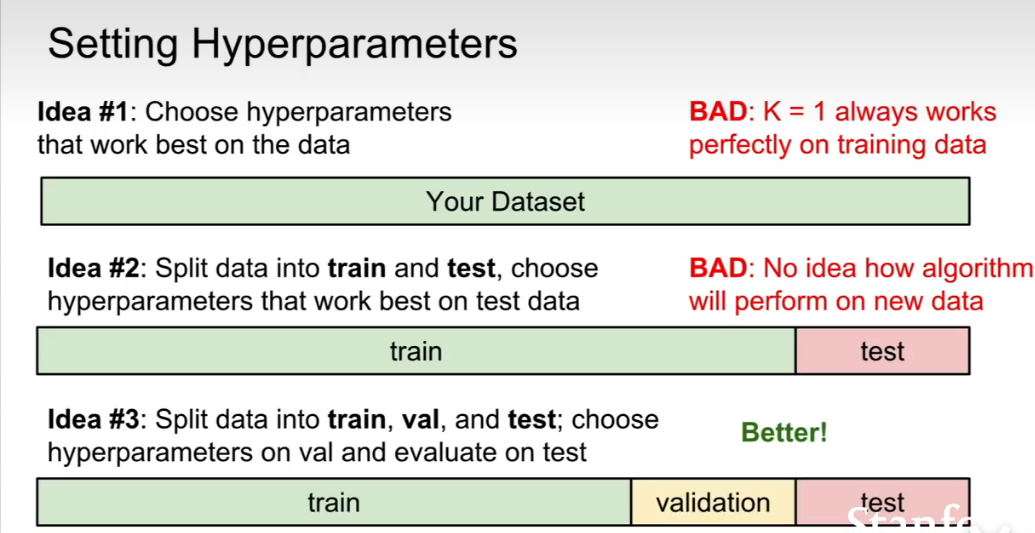 Setting Hyperparameters
Idea #1: Choose hyperparameters
that work best on the data
BAD: K = 1 always works
perfectly on training data
Your Dataset
Idea #2: Split data into train and test, choose
hyperparameters that work best on test data
BAD: No idea how algorithm
will perform on new data
train
test
Idea #3: Split data into train, val, and test; choose
hyperparameters on val and evaluate on test
Better!
train
validation
test